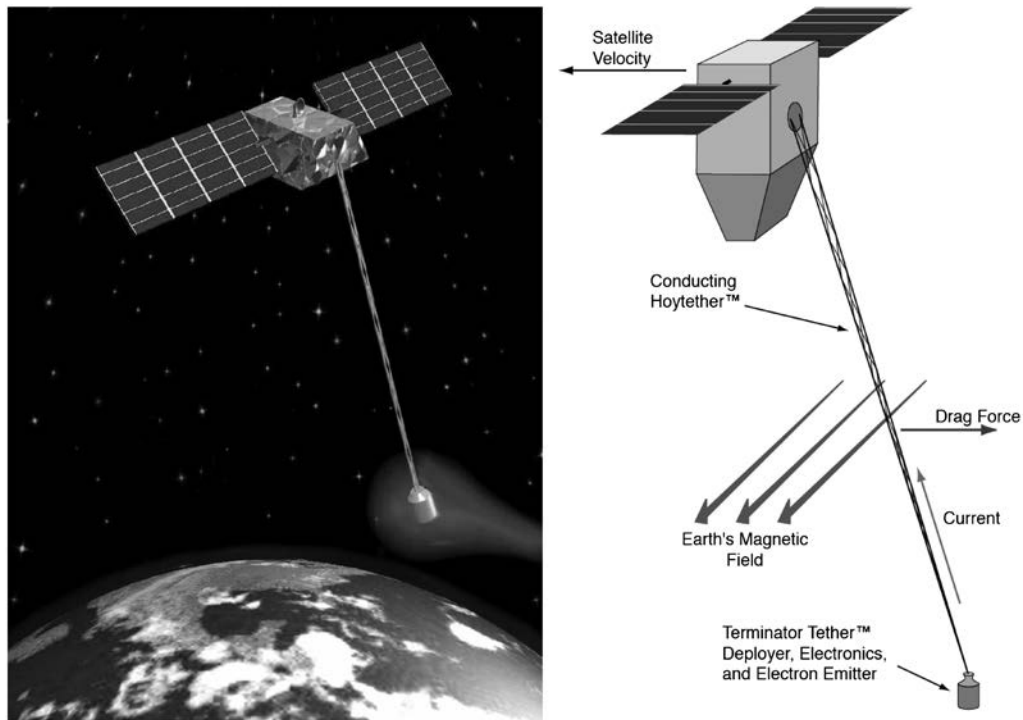 Satellite
Velocity
Conducting
Hoytether™
Drag Force
Earth's Magnetic
Field
Current
Terminator Tether™
Deployer, Electronics,
and Electron Emitter